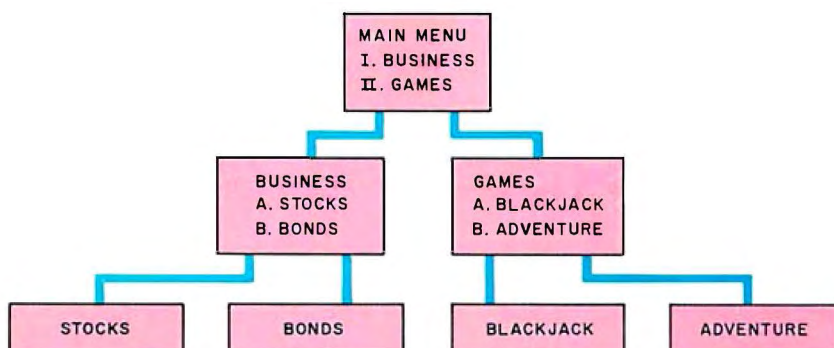 MAIN MENU
I. BUSINESS
II. GAMES
BUSINESS
A. STOCKS
B. BONDS
GAMES
A. BLACKJACK
B. ADVENTURE
STOCKS
BONDS
BLACKJACK
ADVENTURE